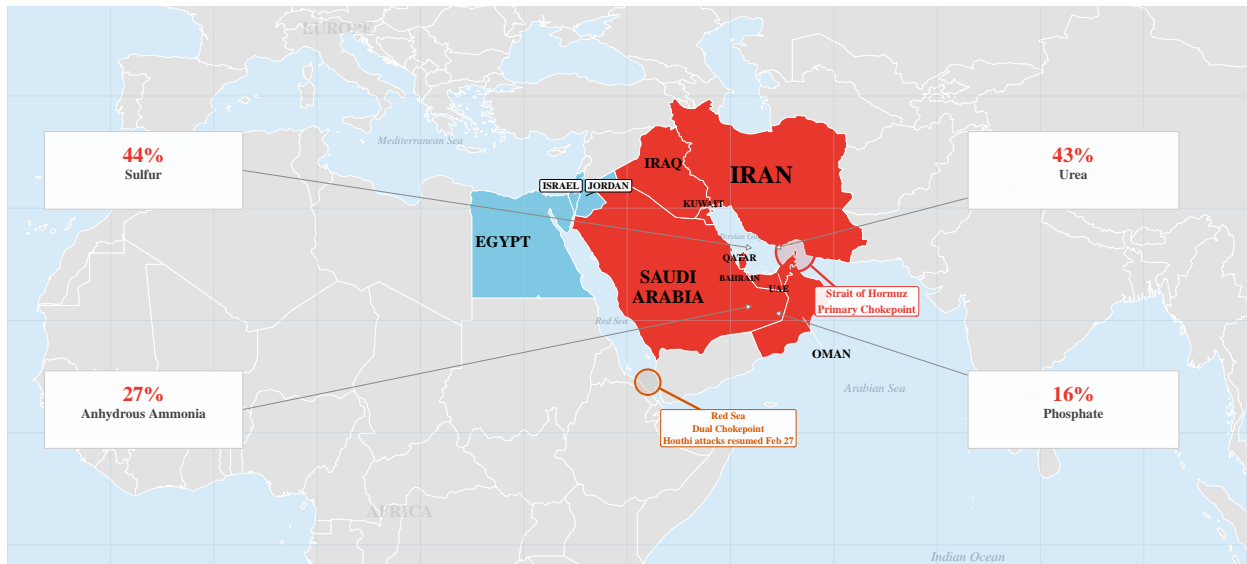 EUROPE
Mediterranean Sea
44%
Sulfur
43%
Urea
IRAQ
IRAN
ISRAEL
JORDAN
KUWAIT
EGYPT
Persian Gulf
QATAR
BAHRAIN
SAUDI
ARABIA
UAE
Strait of Hormuz
Primary Chokepoint
Red Sea
OMAN
Arabian Sea
27%
Anhydrous Ammonia
16%
Phosphate
Red Sea
Dual Chokepoint
Houthi attacks resumed Feb 27
AFRICA
Indian Ocean